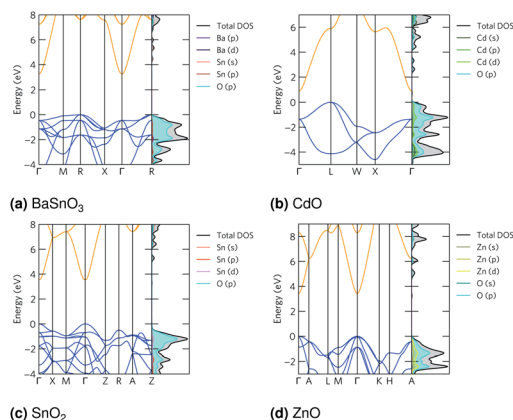 8
6
4
2
0
−2
−4
Energy (eV)
Γ M R X Γ R
Total DOS
Ba (p)
Ba (d)
Sn (s)
Sn (p)
O (p)
(a) BaSnO₃
6
4
2
0
−2
−4
Energy (eV)
Γ L W X Γ
Total DOS
Cd (s)
Cd (p)
Cd (d)
O (p)
(b) CdO
8
6
4
2
0
−2
−4
Energy (eV)
Γ X M Γ Z R A Z
Total DOS
Sn (s)
Sn (p)
Sn (d)
O (p)
(c) SnO₂
8
6
4
2
0
−2
Energy (eV)
Γ A L M Γ K H A
Total DOS
Zn (s)
Zn (p)
Zn (d)
O (s)
O (p)
(d) ZnO